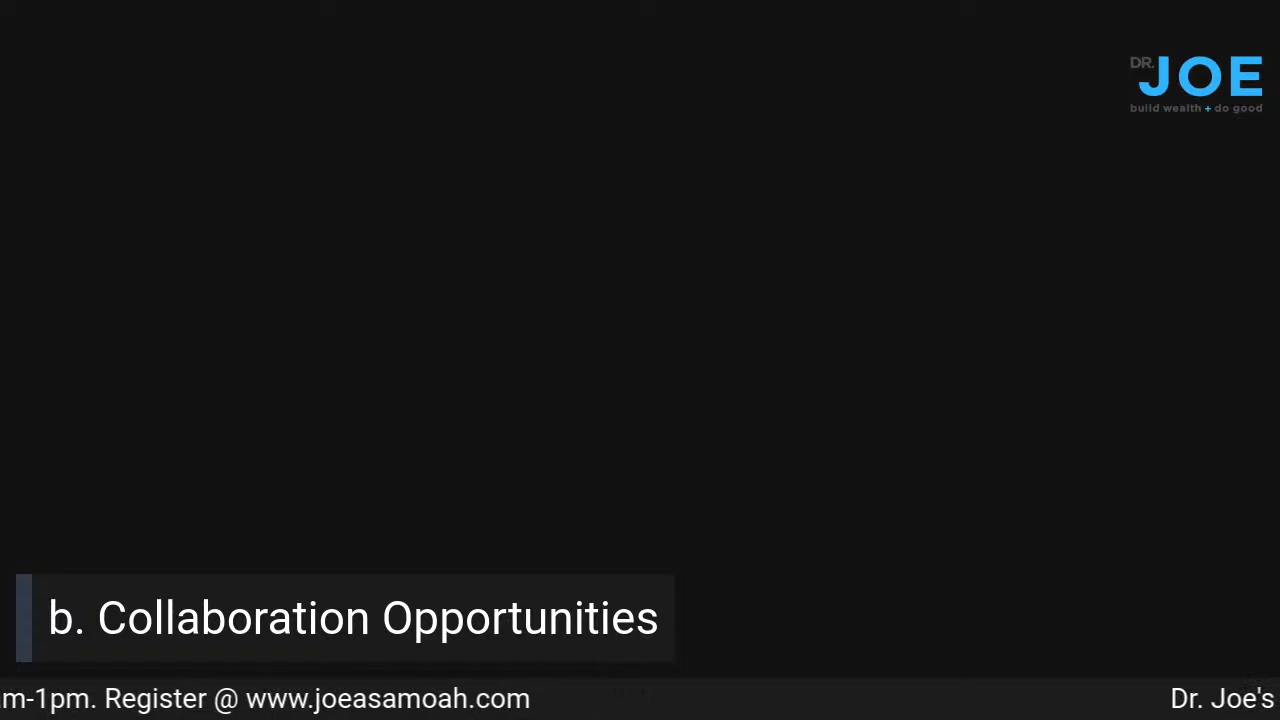 DR.
JOE
build wealth + do good
b. Collaboration Opportunities
m-1pm. Register @ www.joeasamoah.com
Dr. Joe's